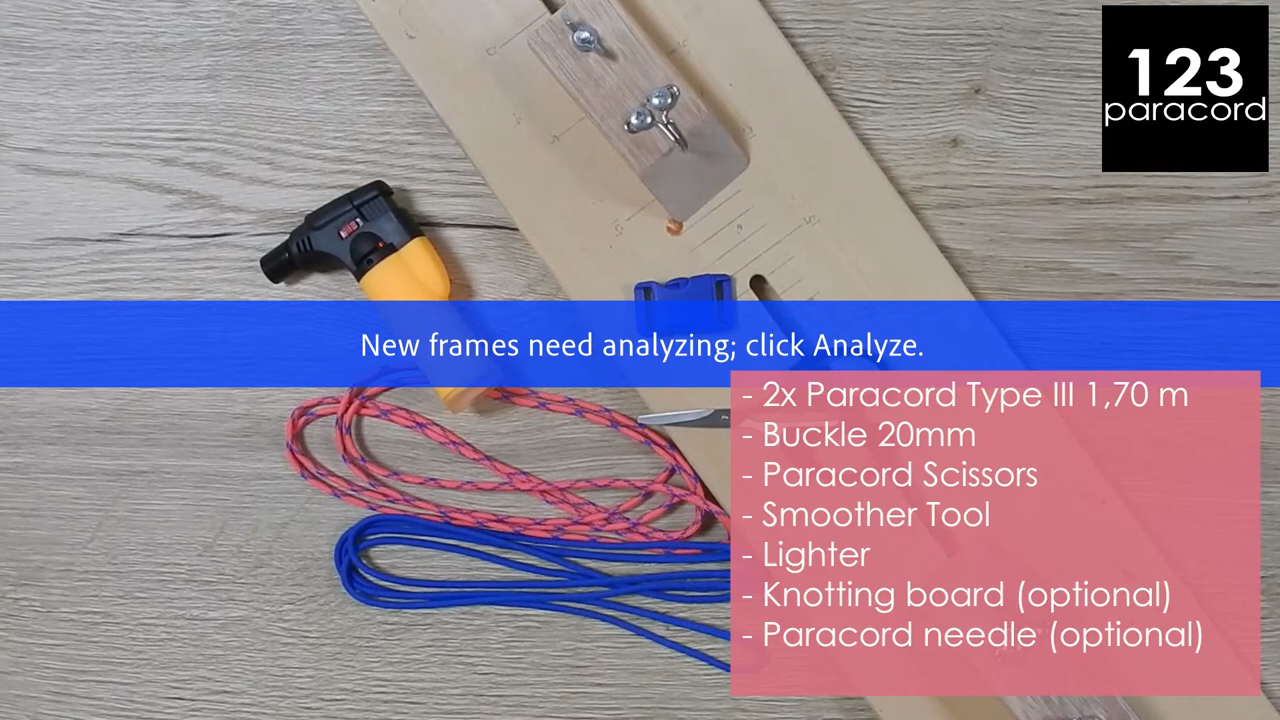 123
paracord
New frames need analyzing; click Analyze.
- 2x Paracord Type III 1,70 m
- Buckle 20mm
- Paracord Scissors
- Smoother Tool
- Lighter
- Knotting board (optional)
- Paracord needle (optional)